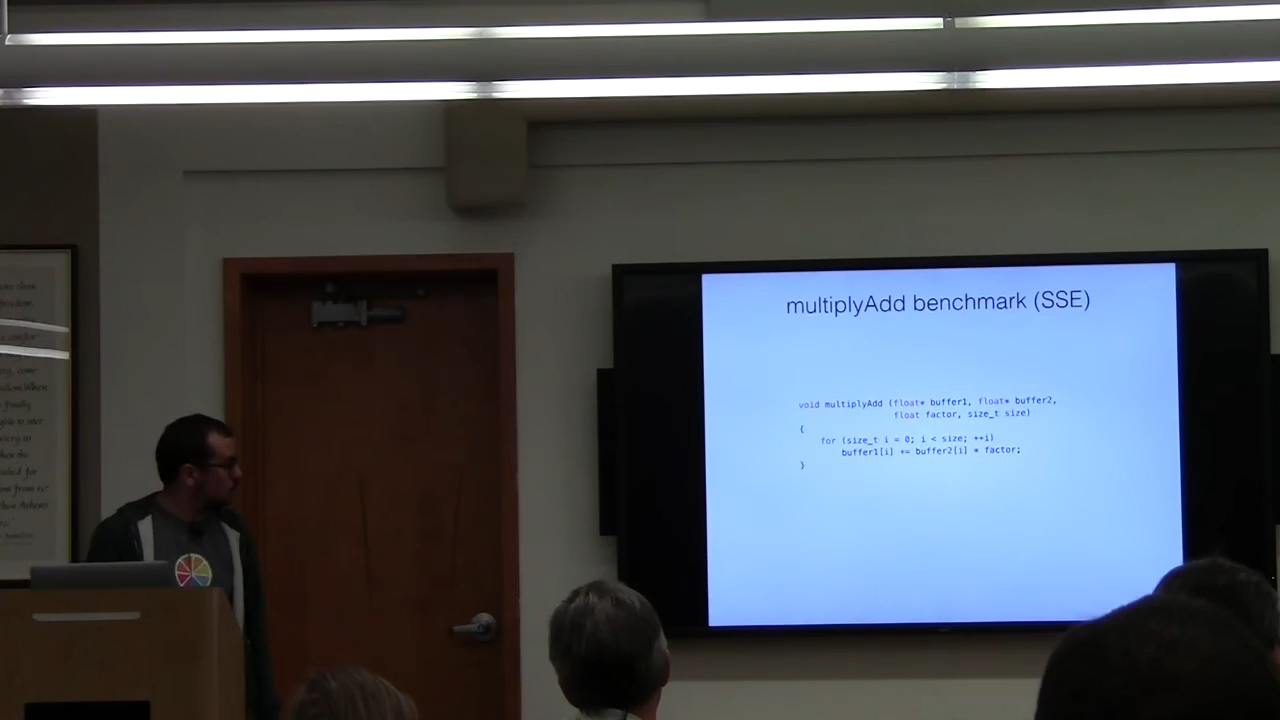 multiplyAdd benchmark (SSE)
void multiplyAdd (float* buffer1, float* buffer2,
float factor, size_t size)
{
for (size_t i = 0; i < size; ++i)
buffer1[i] += buffer2[i] * factor;
}